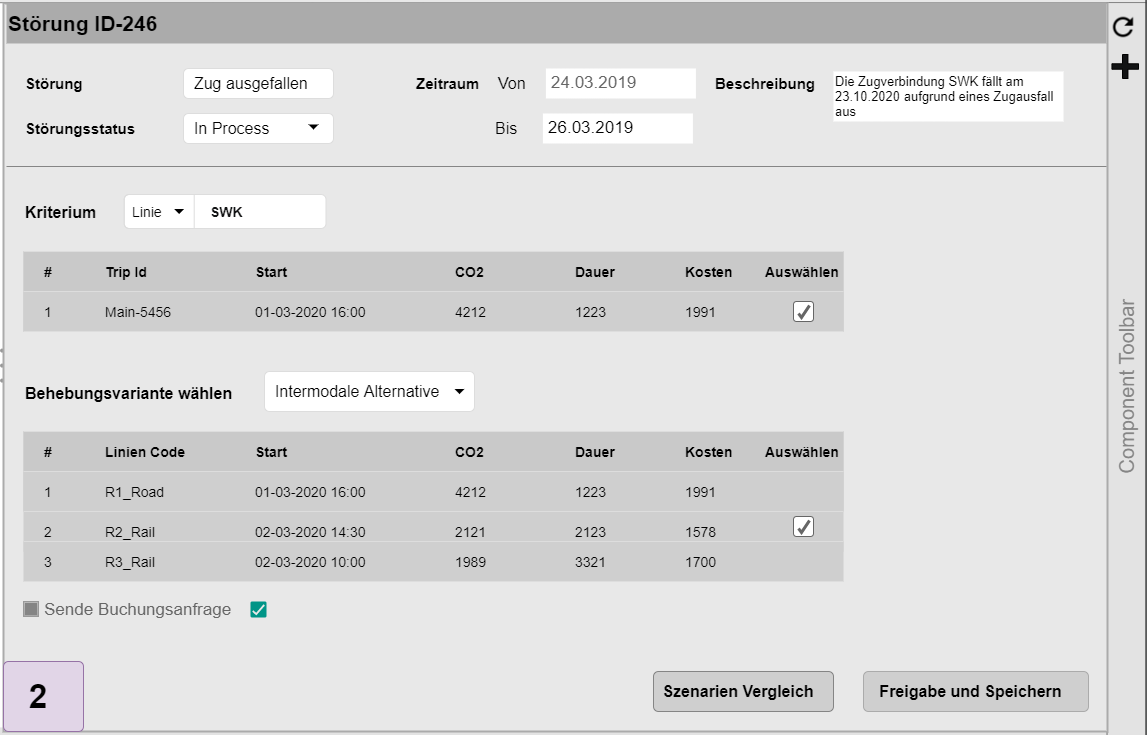 Störung ID-246
Störung Zug ausgefallen Zeitraum Von 24.03.2019 Beschreibung
Die Zugverbindung SWK fällt am
23.10.2020 aufgrund eines Zugausfall
aus
Störungsstatus In Process Bis 26.03.2019
Kriterium Linie SWK
# Trip Id Start CO2 Dauer Kosten Auswählen
1 Main-5456 01-03-2020 16:00 4212 1223 1991
Behebungsvariante wählen Intermodale Alternative
# Linien Code Start CO2 Dauer Kosten Auswählen
1 R1_Road 01-03-2020 16:00 4212 1223 1991
2 R2_Rail 02-03-2020 14:30 2121 2123 1578
3 R3_Rail 02-03-2020 10:00 1989 3321 1700
Sende Buchungsanfrage
2
Szenarien Vergleich Freigabe und Speichern
Component Toolbar